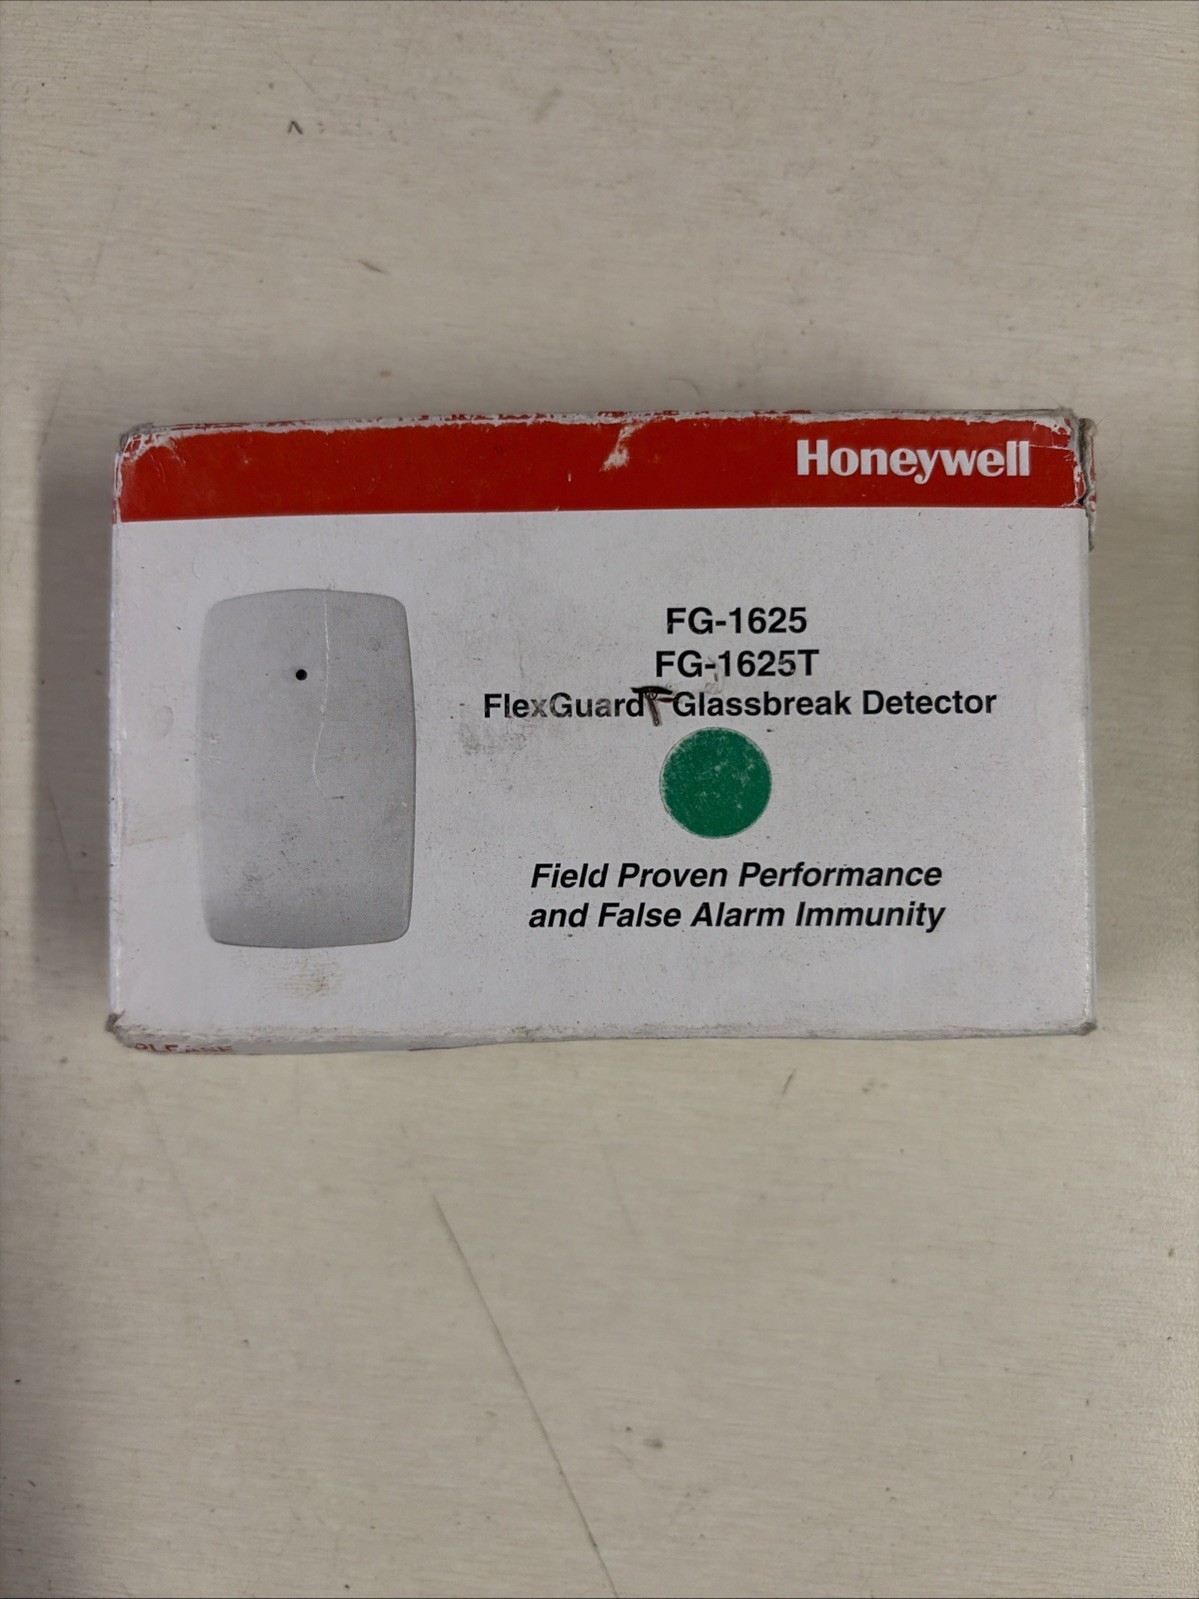 Honeywell
FG-1625
FG-1625T
FlexGuard Glassbreak Detector
Field Proven Performance
and False Alarm Immunity